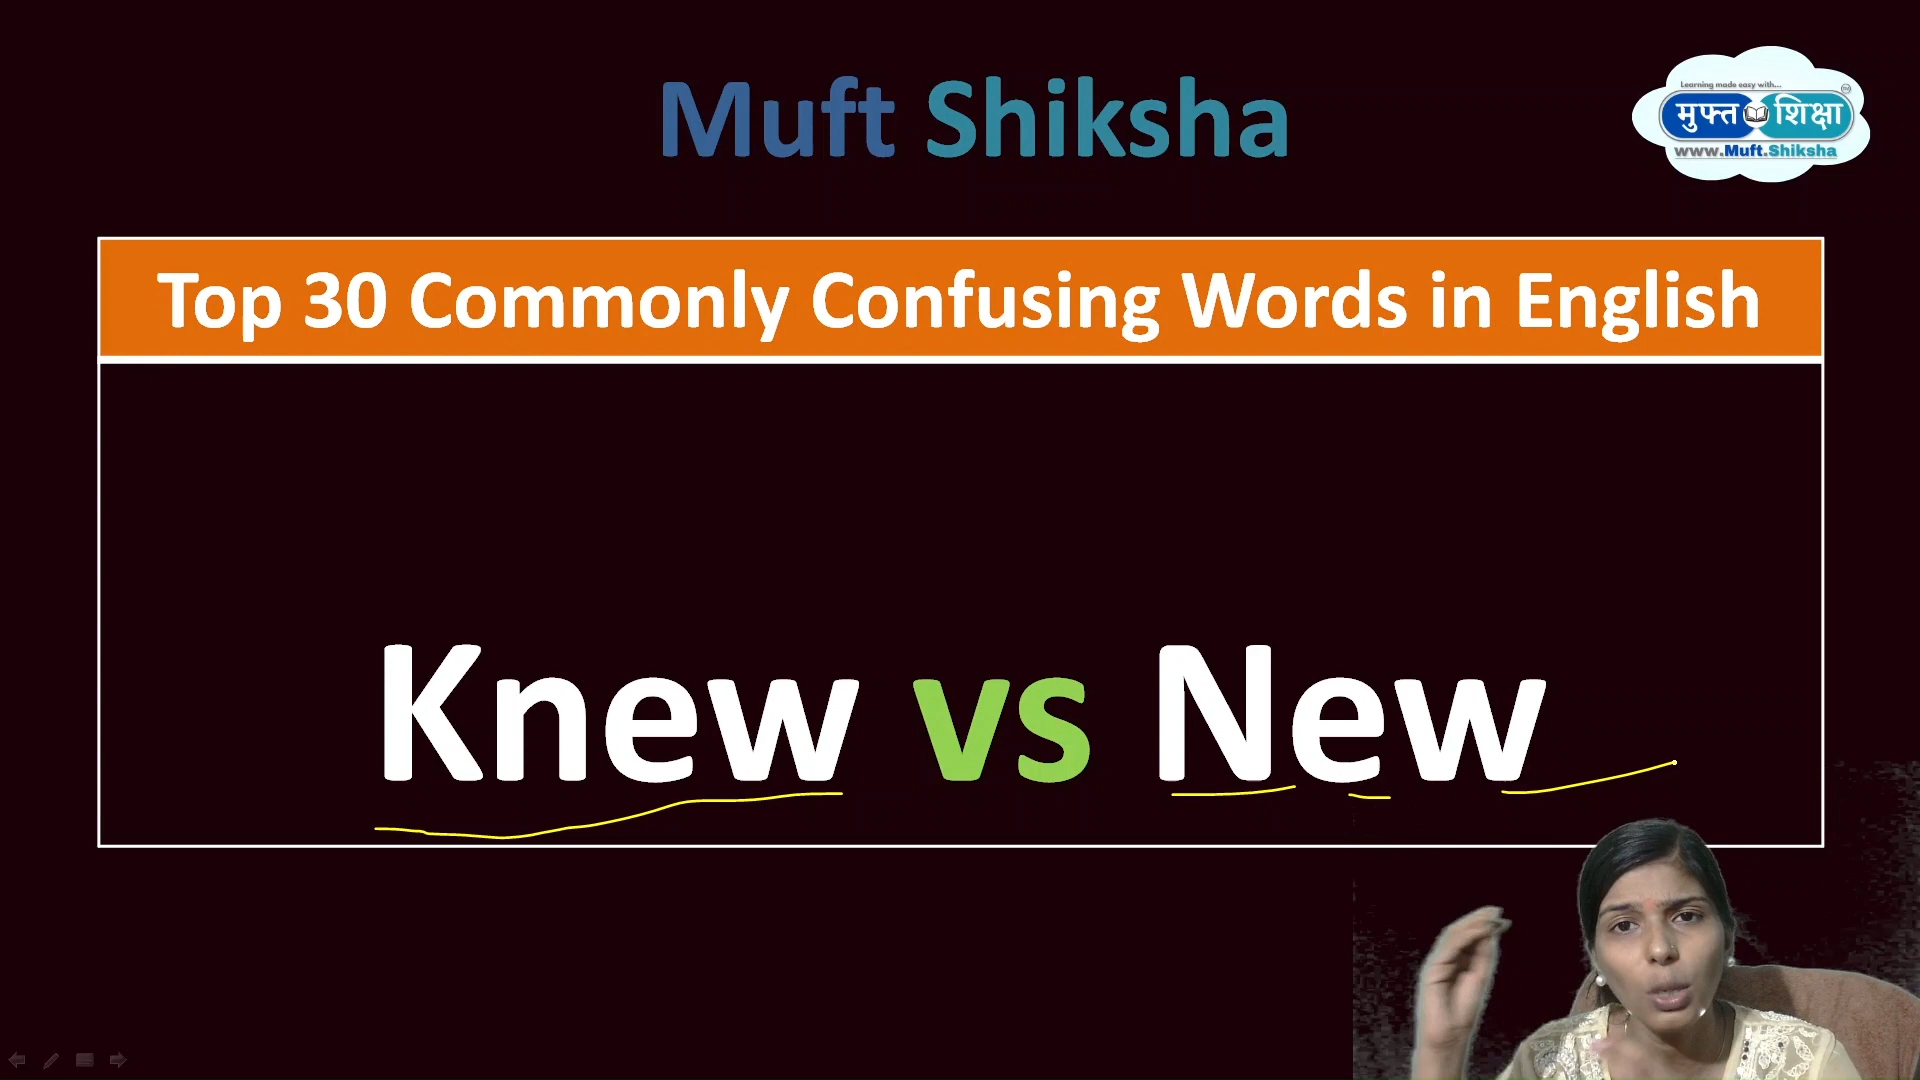 Muft Shiksha
Learning made easy with...
मुफ्त शिक्षा
www.Muft.Shiksha
Top 30 Commonly Confusing Words in English
Knew vs New